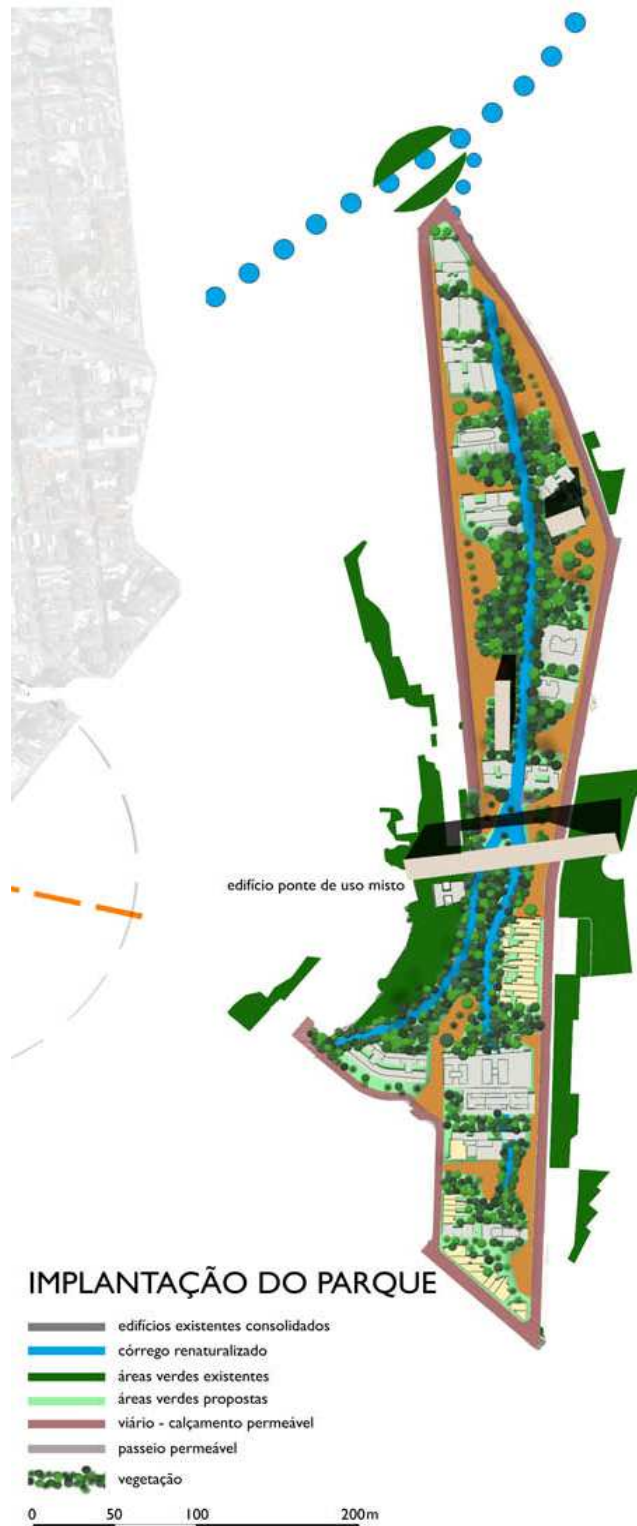 edifício ponte de uso misto
IMPLANTAÇÃO DO PARQUE
edifícios existentes consolidados
córrego renaturalizado
áreas verdes existentes
áreas verdes propostas
viário - calçamento permeável
passeio permeável
vegetação
0 50 100 200m